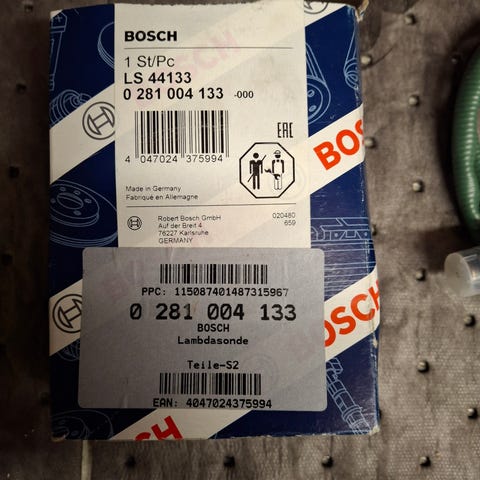 BOSCH
1 St/Pc
LS 44133
0 281 004 133 -000
EAC
4 047024 375994
BOSCH
Made in Germany
Fabriqué en Allemagne
Robert Bosch GmbH
Auf der Breit 4
76227 Karlsruhe
GERMANY
020480
659
PPC: 115087401487315967
0 281 004 133
BOSCH
Lambdasonde
Teile-S2
EAN: 4047024375994
BOSCH
BOSCH